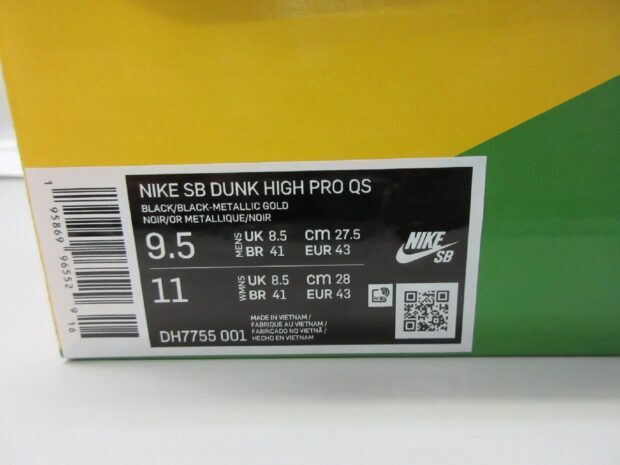 NIKE SB DUNK HIGH PRO QS
BLACK/BLACK-METALLIC GOLD
NOIR/OR METALLIQUE/NOIR
9.5 MENS UK 8.5 cm 27.5
BR 41 EUR 43
11 WMNS UK 8.5 cm 28
BR 41 EUR 43
NIKE
SB
MADE IN VIETNAM /
FABRIQUE AU VIETNAM /
FABRICADO NO VIETNÃ /
HECHO EN VIETNAM
DH7755 001
1 95869 96552 9 16